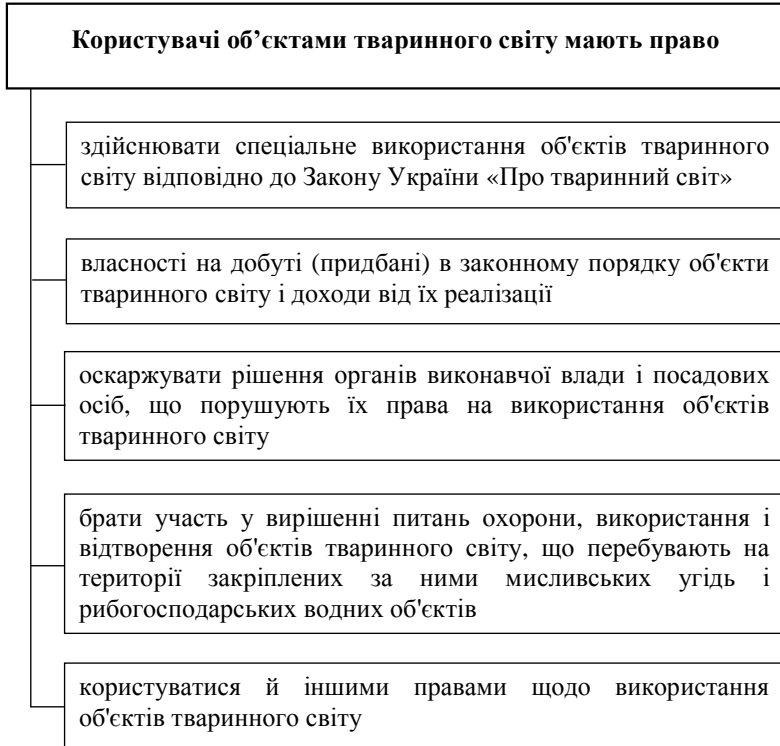 Користувачі об’єктами тваринного світу мають право
здійснювати спеціальне використання об'єктів тваринного
світу відповідно до Закону України «Про тваринний світ»
власності на добуті (придбані) в законному порядку об'єкти
тваринного світу і доходи від їх реалізації
оскаржувати рішення органів виконавчої влади і посадових
осіб, що порушують їх права на використання об'єктів
тваринного світу
брати участь у вирішенні питань охорони, використання і
відтворення об'єктів тваринного світу, що перебувають на
території закріплених за ними мисливських угідь і
рибогосподарських водних об'єктів
користуватися й іншими правами щодо використання
об'єктів тваринного світу